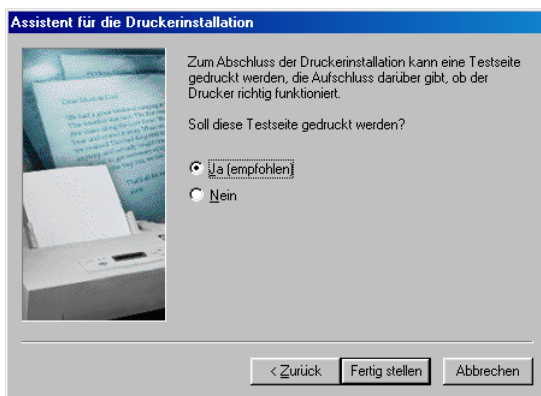 Assistent für die Druckerinstallation
Zum Abschluss der Druckerinstallation kann eine Testseite
gedruckt werden, die Aufschluss darüber gibt, ob der
Drucker richtig funktioniert.
Soll diese Testseite gedruckt werden?
Ja (empfohlen)
Nein
< Zurück
Fertig stellen
Abbrechen